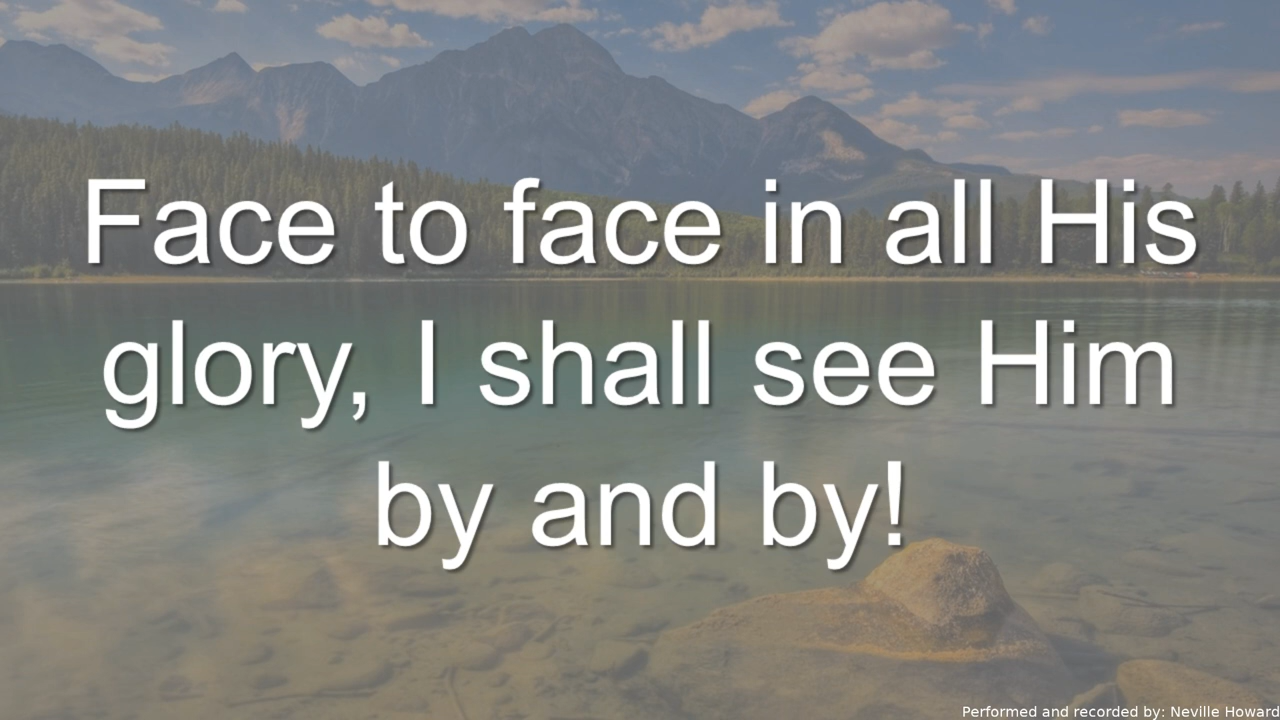 Face to face in all His
glory, I shall see Him
by and by!
Performed and recorded by: Neville Howard